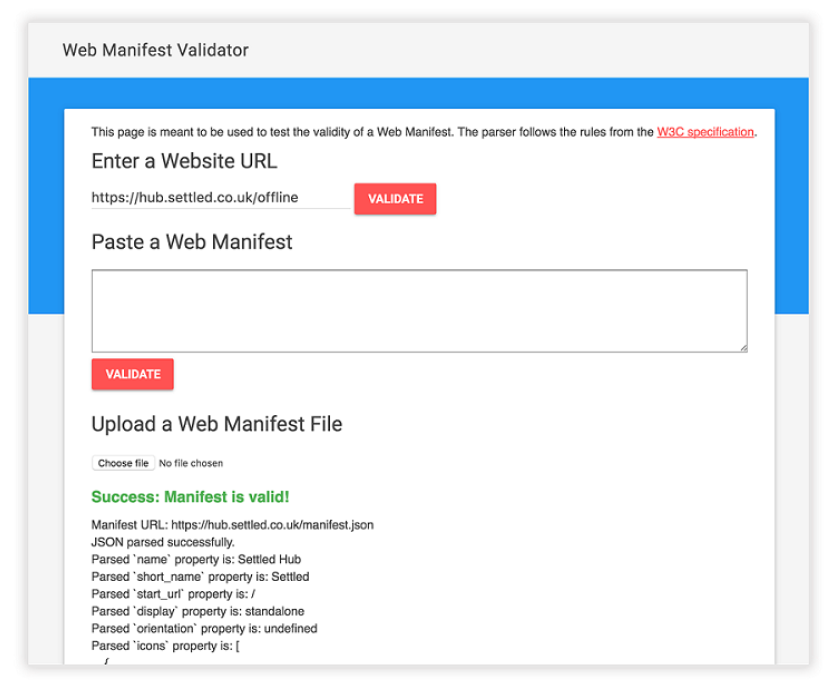 Web Manifest Validator
This page is meant to be used to test the validity of a Web Manifest. The parser follows the rules from the W3C specification.
Enter a Website URL
https://hub.settled.co.uk/offline VALIDATE
Paste a Web Manifest
VALIDATE
Upload a Web Manifest File
Choose file No file chosen
Success: Manifest is valid!
Manifest URL: https://hub.settled.co.uk/manifest.json
JSON parsed successfully.
Parsed `name` property is: Settled Hub
Parsed `short_name` property is: Settled
Parsed `start_url` property is: /
Parsed `display` property is: standalone
Parsed `orientation` property is: undefined
Parsed `icons` property is: [
{